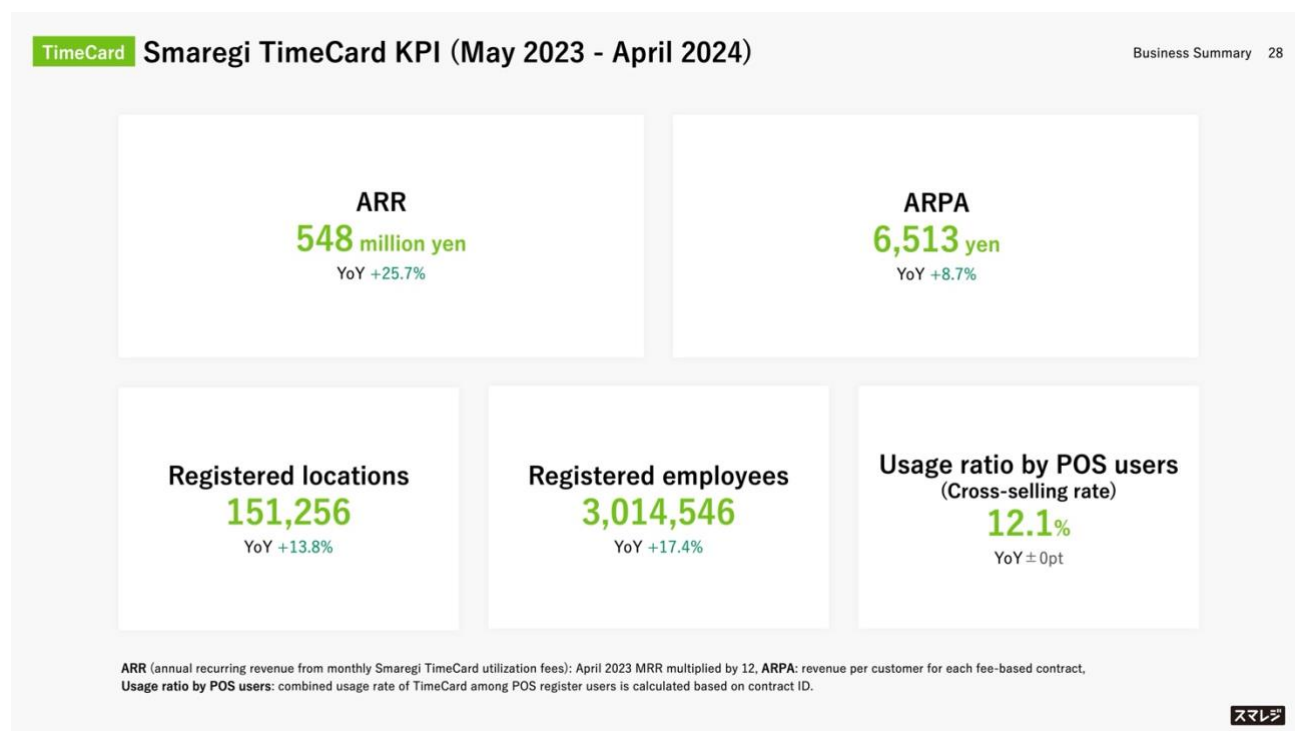 TimeCard Smaregi TimeCard KPI (May 2023 - April 2024)
Business Summary 28
ARR
548 million yen
YoY +25.7%
ARPA
6,513 yen
YoY +8.7%
Registered locations
151,256
YoY +13.8%
Registered employees
3,014,546
YoY +17.4%
Usage ratio by POS users
(Cross-selling rate)
12.1%
YoY ±0pt
ARR (annual recurring revenue from monthly Smaregi TimeCard utilization fees): April 2023 MRR multiplied by 12, ARPA: revenue per customer for each fee-based contract,
Usage ratio by POS users: combined usage rate of TimeCard among POS register users is calculated based on contract ID.
スマレジ